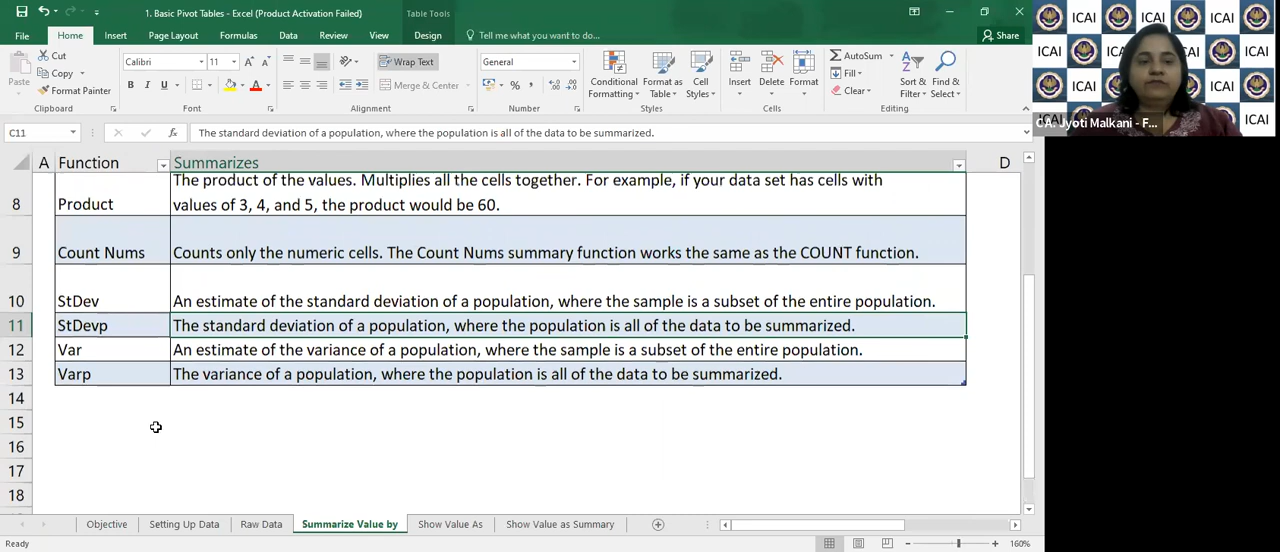 1. Basic Pivot Tables - Excel (Product Activation Failed)
Table Tools
File Home Insert Page Layout Formulas Data Review View Design Tell me what you want to do... Share
Paste
Cut
Copy
Format Painter
Clipboard
Calibri 11
B I U
Font
Wrap Text
Merge & Center
Alignment
General
%
Number
Conditional Formatting
Format as Table
Cell Styles
Styles
Insert Delete Format
Cells
AutoSum
Fill
Clear
Sort & Filter
Find & Select
Editing
C11 fx The standard deviation of a population, where the population is all of the data to be summarized.
A Function Summarizes D
8 Product The product of the values. Multiplies all the cells together. For example, if your data set has cells with
values of 3, 4, and 5, the product would be 60.
9 Count Nums Counts only the numeric cells. The Count Nums summary function works the same as the COUNT function.
10 StDev An estimate of the standard deviation of a population, where the sample is a subset of the entire population.
11 StDevp The standard deviation of a population, where the population is all of the data to be summarized.
12 Var An estimate of the variance of a population, where the sample is a subset of the entire population.
13 Varp The variance of a population, where the population is all of the data to be summarized.
14
15
16
17
18
Objective Setting Up Data Raw Data Summarize Value by Show Value As Show Value as Summary
Ready 160%
ICAI ICAI
ICAI ICAI
ICAI ICAI
CA. Jyoti Malkani - F...